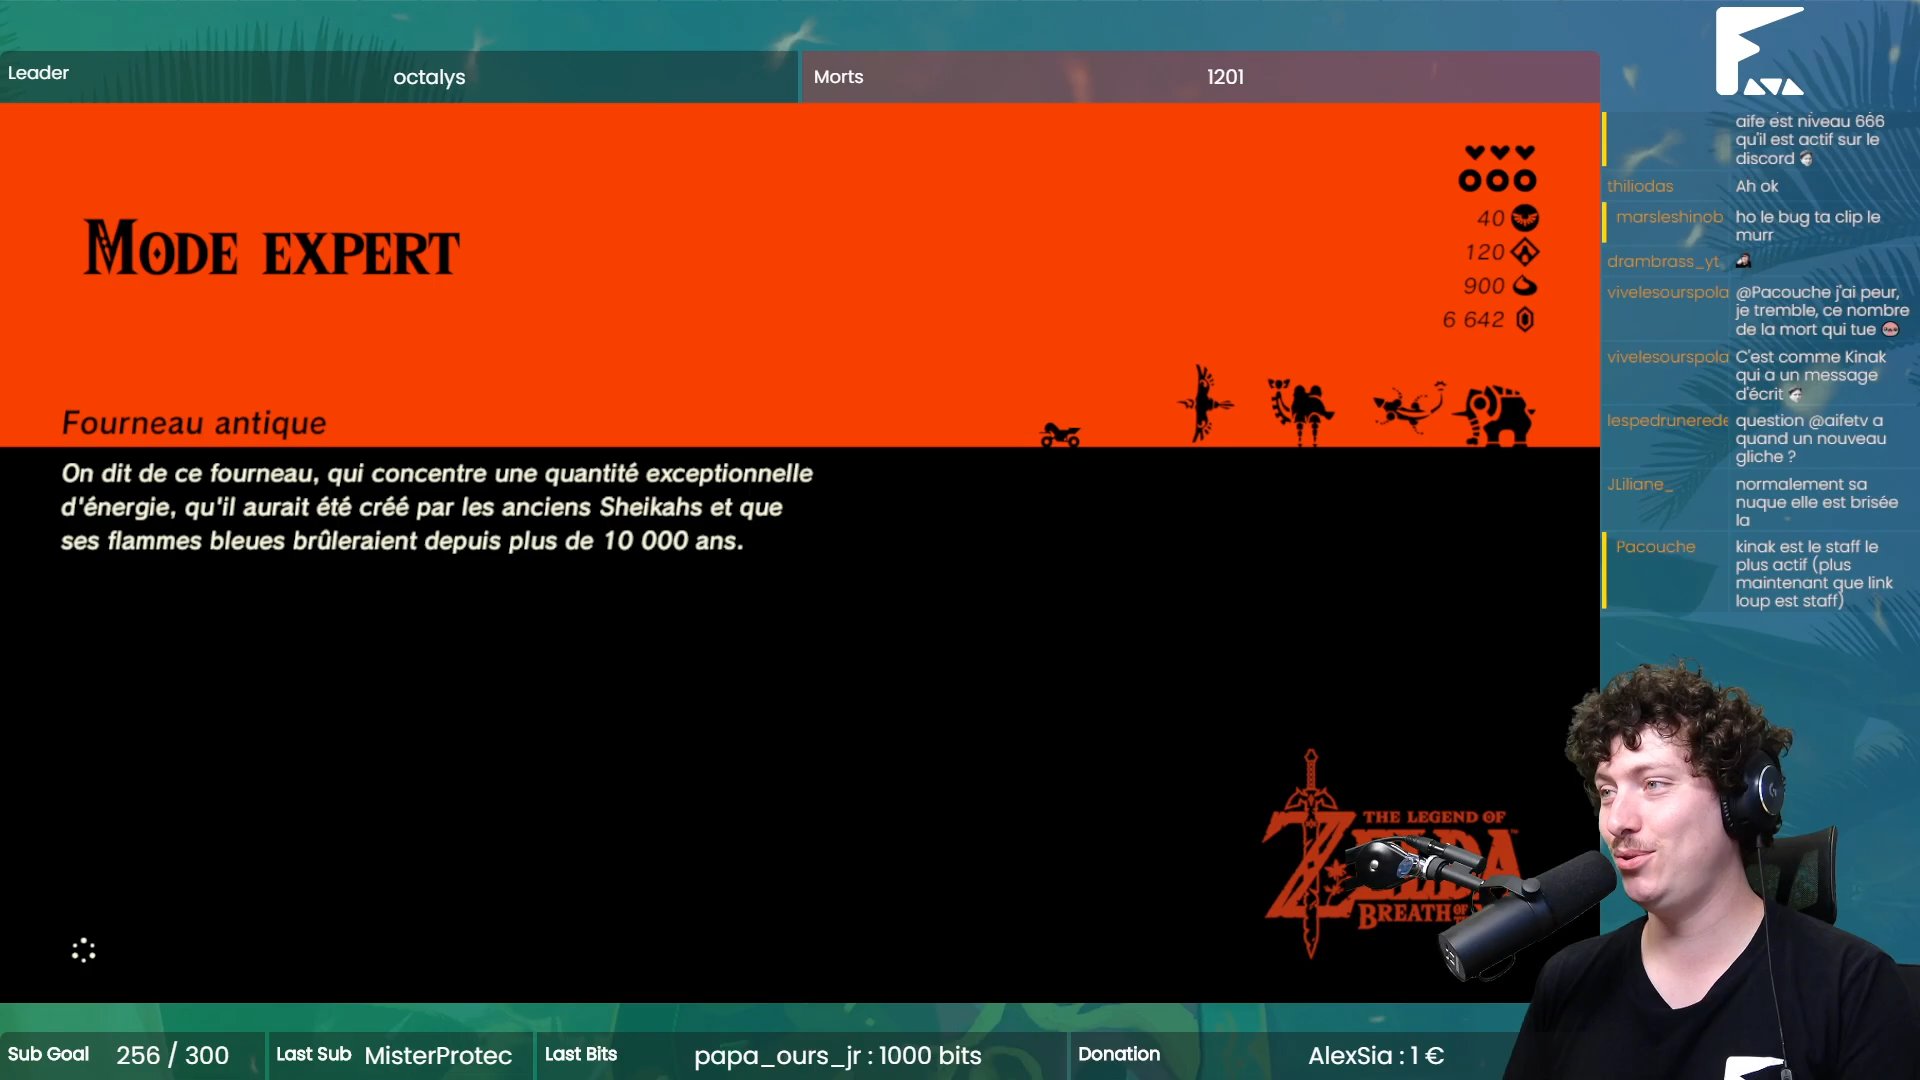 Leader
octalys
Morts
1201
MODE EXPERT
40
120
900
6 642
Fourneau antique
On dit de ce fourneau, qui concentre une quantité exceptionnelle
d'énergie, qu'il aurait été créé par les anciens Sheikahs et que
ses flammes bleues brûleraient depuis plus de 10 000 ans.
THE LEGEND OF
ZELDA
BREATH OF
aife est niveau 666
qu'il est actif sur le
discord
thiliodas
Ah ok
marsleshinob
ho le bug ta clip le
murr
drambrass_yt
vivelesourspola
@Pacouche j'ai peur,
je tremble, ce nombre
de la mort qui tue
vivelesourspola
C'est comme Kinak
qui a un message
d'écrit
lespedrunerede
question @aifetv a
quand un nouveau
gliche ?
JLiliane_
normalement sa
nuque elle est brisée
la
Pacouche
kinak est le staff le
plus actif (plus
maintenant que link
loup est staff)
Sub Goal
256 / 300
Last Sub
MisterProtec
Last Bits
papa_ours_jr : 1000 bits
Donation
AlexSia : 1 €